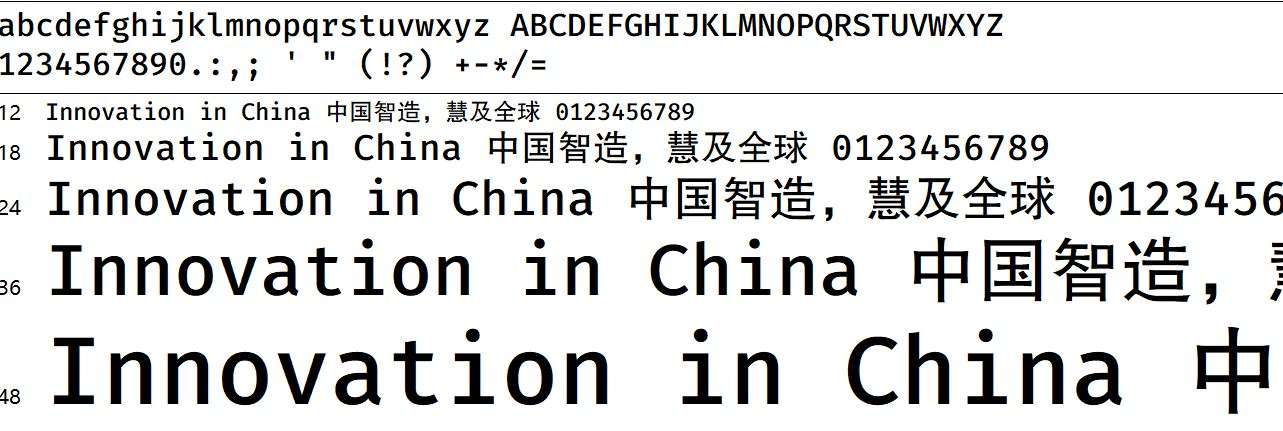 abcdefghijklmnopqrstuvwxyz ABCDEFGHIJKLMNOPQRSTUVWXYZ
1234567890.:,; ' " (!?) +-*/=
12 Innovation in China 中国智造，慧及全球 0123456789
18 Innovation in China 中国智造，慧及全球 0123456789
24 Innovation in China 中国智造，慧及全球 0123456
36 Innovation in China 中国智造，
48 Innovation in China 中